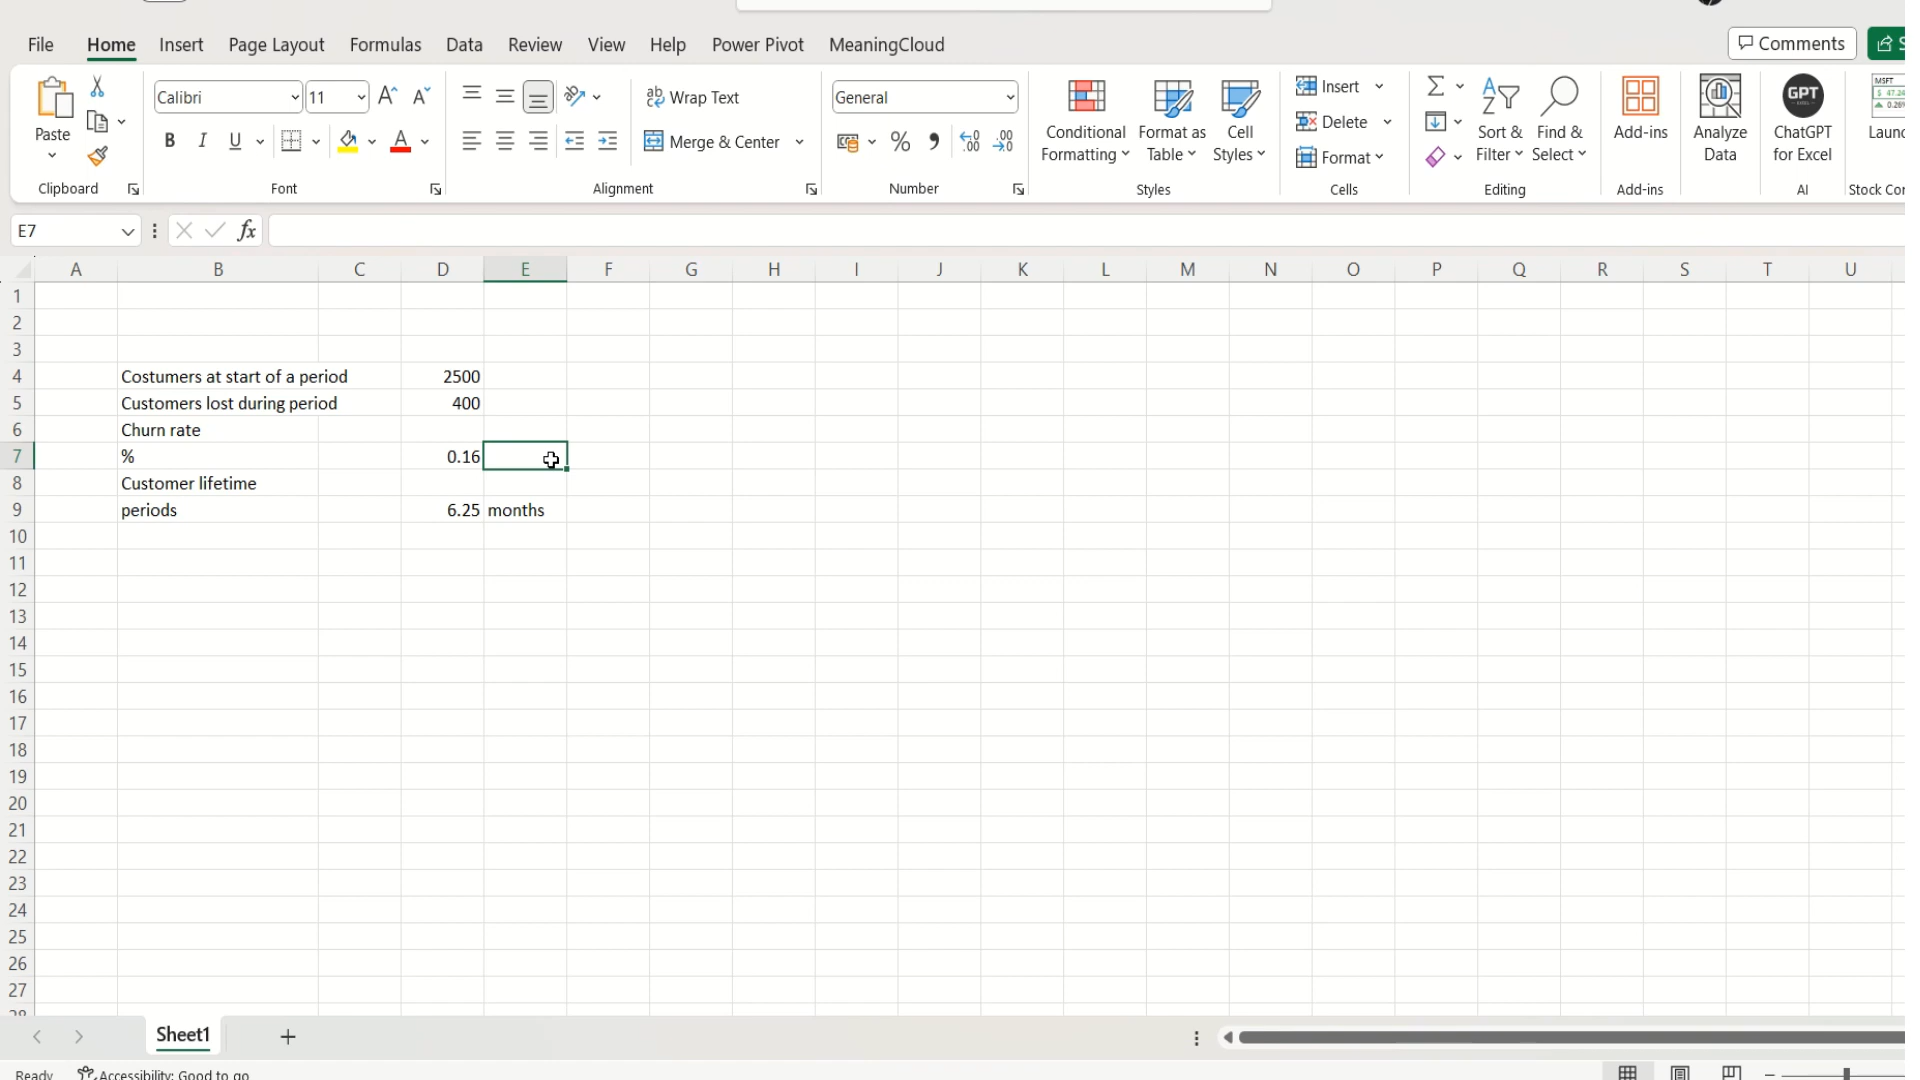 File Home Insert Page Layout Formulas Data Review View Help Power Pivot MeaningCloud Comments
Calibri 11 Wrap Text General Insert
Paste B I U Merge & Center % Conditional Formatting Format as Table Cell Styles Delete Format Sort & Filter Find & Select Add-ins Analyze Data GPT ChatGPT for Excel MSFT
Clipboard Font Alignment Number Styles Cells Editing Add-ins AI
E7 fx
A B C D E F G H I J K L M N O P Q R S T U
1
2
3
4 Costumers at start of a period 2500
5 Customers lost during period 400
6 Churn rate
7 % 0.16
8 Customer lifetime
9 periods 6.25 months
10
11
12
13
14
15
16
17
18
19
20
21
22
23
24
25
26
27
28
Sheet1
Ready Accessibility: Good to go